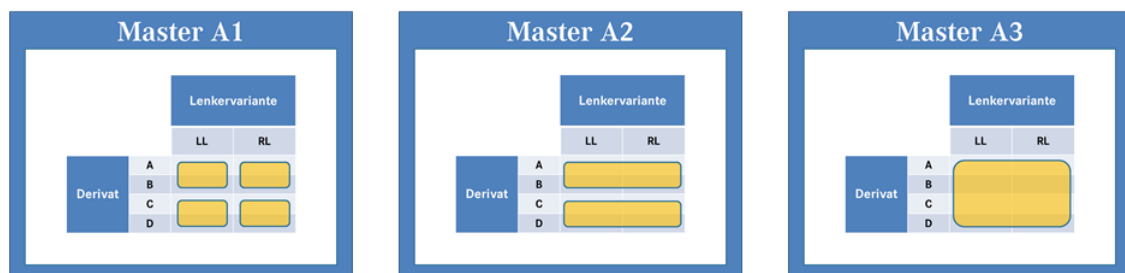 Master A1
Lenkervariante
LL RL
Derivat
A
B
C
D
Master A2
Lenkervariante
LL RL
Derivat
A
B
C
D
Master A3
Lenkervariante
LL RL
Derivat
A
B
C
D